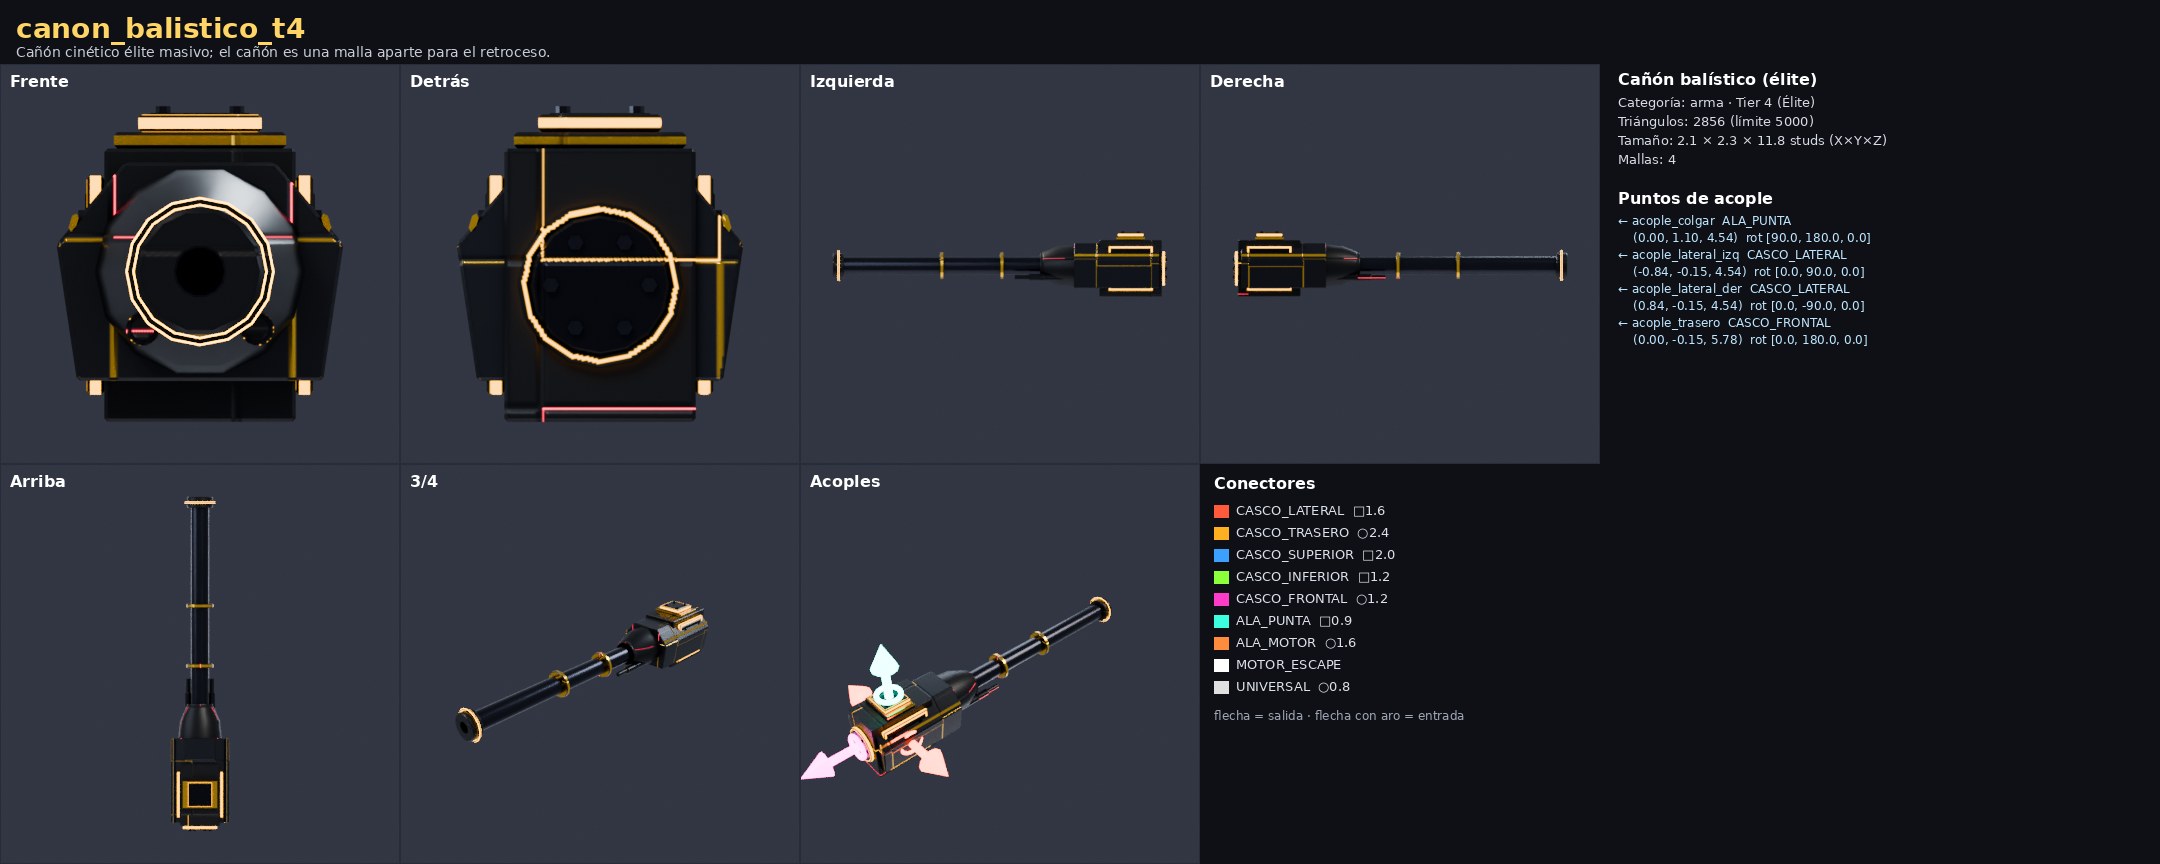 canon_balistico_t4
Cañón cinético élite masivo; el cañón es una malla aparte para el retroceso.
Frente
Detrás
Izquierda
Derecha
Cañón balístico (élite)
Categoría: arma · Tier 4 (Élite)
Triángulos: 2856 (límite 5000)
Tamaño: 2.1 × 2.3 × 11.8 studs (X×Y×Z)
Mallas: 4
Puntos de acople
← acople_colgar  ALA_PUNTA
(0.00, 1.10, 4.54)  rot [90.0, 180.0, 0.0]
← acople_lateral_izq  CASCO_LATERAL
(-0.84, -0.15, 4.54)  rot [0.0, 90.0, 0.0]
← acople_lateral_der  CASCO_LATERAL
(0.84, -0.15, 4.54)  rot [0.0, -90.0, 0.0]
← acople_trasero  CASCO_FRONTAL
(0.00, -0.15, 5.78)  rot [0.0, 180.0, 0.0]
Arriba
3/4
Acoples
Conectores
CASCO_LATERAL  □1.6
CASCO_TRASERO  ○2.4
CASCO_SUPERIOR  □2.0
CASCO_INFERIOR  □1.2
CASCO_FRONTAL  ○1.2
ALA_PUNTA  □0.9
ALA_MOTOR  ○1.6
MOTOR_ESCAPE
UNIVERSAL  ○0.8
flecha = salida · flecha con aro = entrada